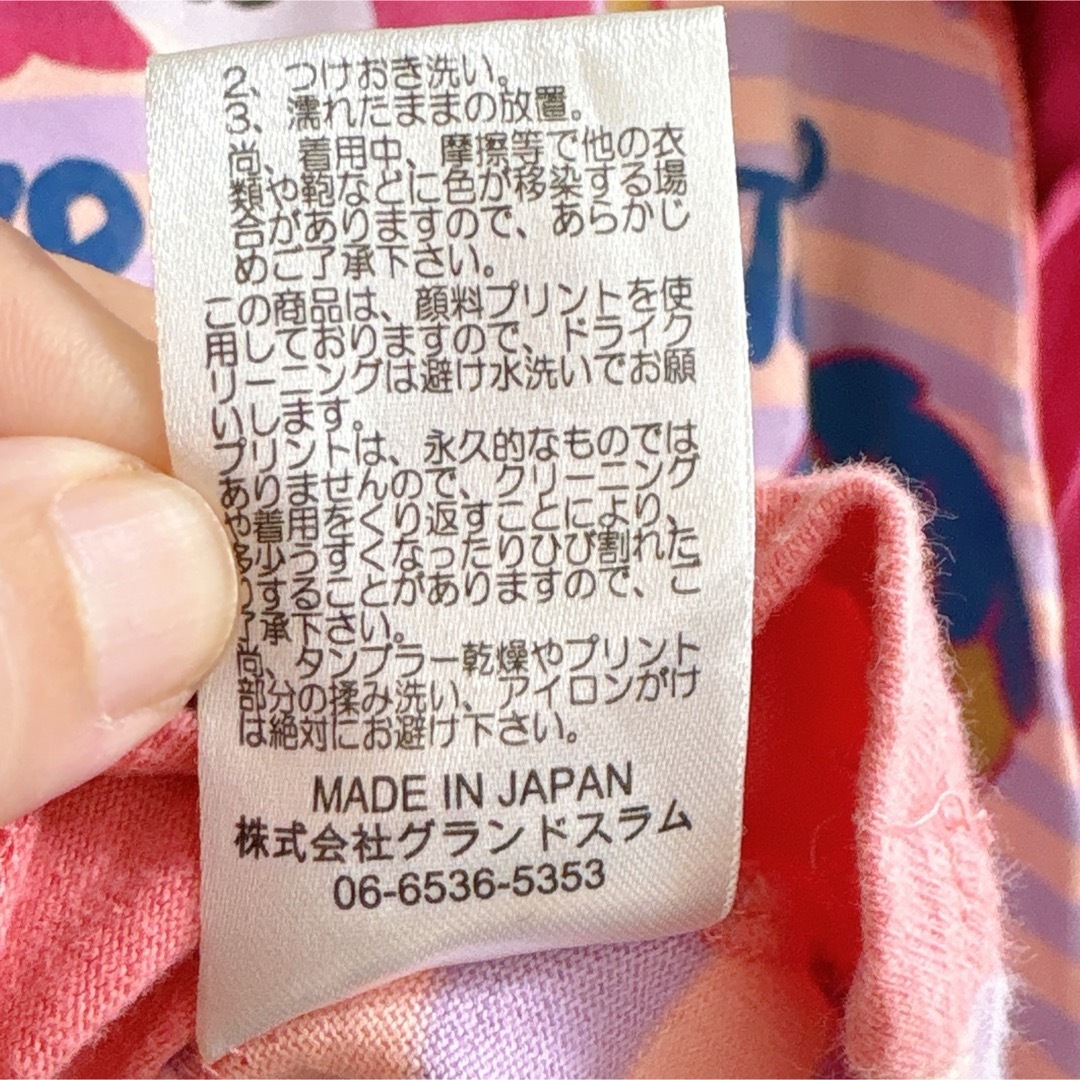 2、つけおき洗い。
3、濡れたままの放置。
尚、着用中、摩擦等で他の衣
類や鞄などに色が移染する場
合がありますので、あらかじ
めご了承下さい。
この商品は、顔料プリントを使
用しておりますので、ドライク
リーニングは避け水洗いでお願
いします。
プリントは、永久的なものでは
ありませんので、クリーニング
や着用をくり返すことにより、
多少うすくなったりひび割れた
りすることがありますので、ご
了承下さい。
尚、タンブラー乾燥やプリント
部分の揉み洗い、アイロンがけ
は絶対にお避け下さい。
MADE IN JAPAN
株式会社グランドスラム
06-6536-5353